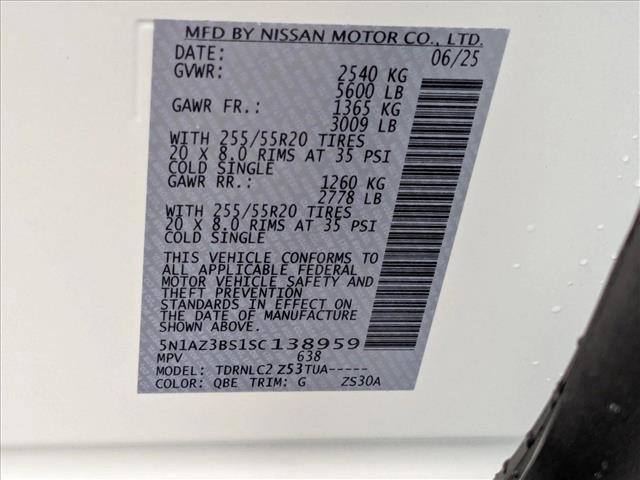 MFD BY NISSAN MOTOR CO., LTD.
DATE: 06/25
GVWR: 2540 KG
5600 LB
GAWR FR.: 1365 KG
3009 LB
WITH 255/55R20 TIRES
20 X 8.0 RIMS AT 35 PSI
COLD SINGLE
GAWR RR.: 1260 KG
2778 LB
WITH 255/55R20 TIRES
20 X 8.0 RIMS AT 35 PSI
COLD SINGLE
THIS VEHICLE CONFORMS TO
ALL APPLICABLE FEDERAL
MOTOR VEHICLE SAFETY AND
THEFT PREVENTION
STANDARDS IN EFFECT ON
THE DATE OF MANUFACTURE
SHOWN ABOVE.
5N1AZ3BS1SC138959
MPV 638
MODEL: TDRNLC2 Z53TUA-----
COLOR: QBE TRIM: G ZS30A